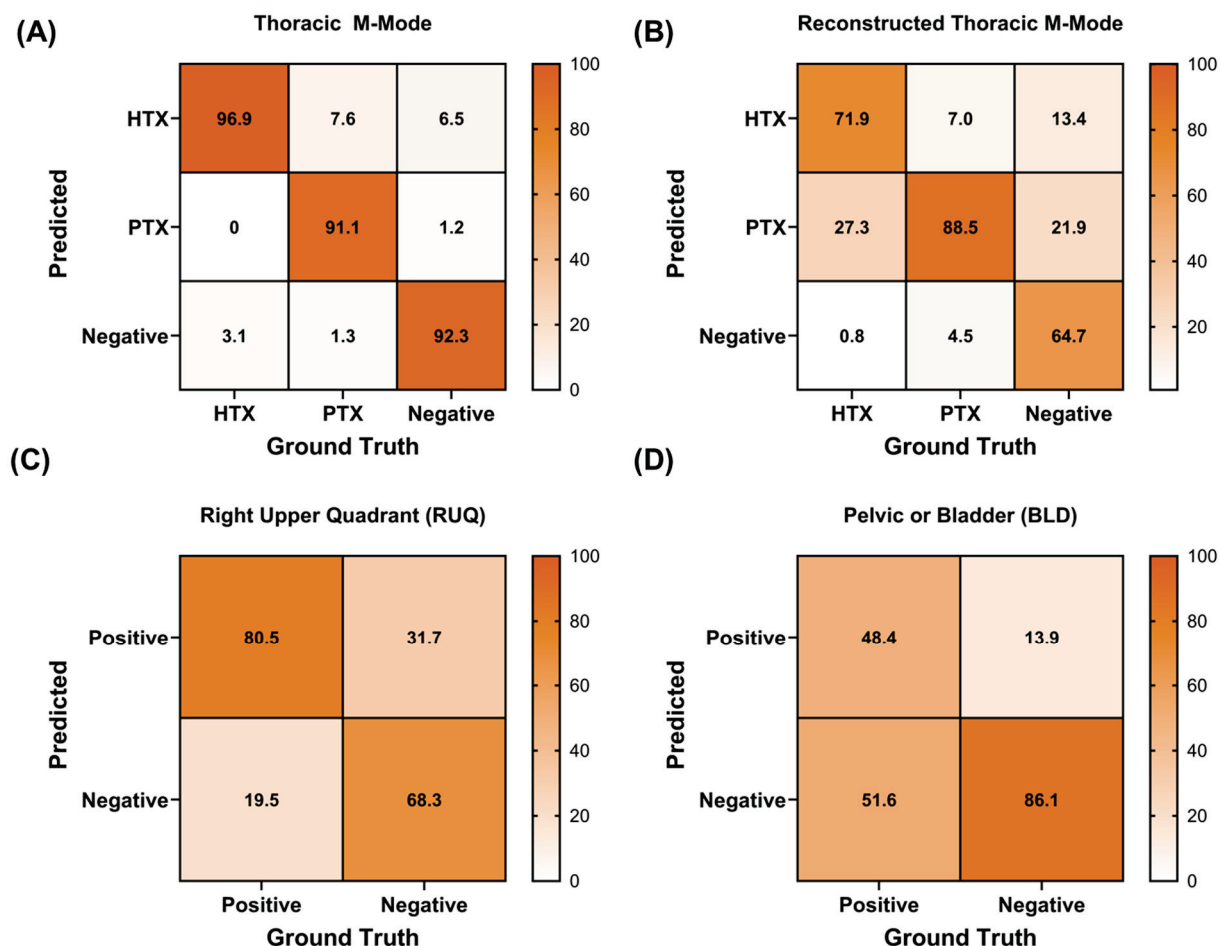 (A)
Thoracic M-Mode
100
80
60
40
20
0
Predicted
HTX
96.9 7.6 6.5
PTX
0 91.1 1.2
Negative
3.1 1.3 92.3
HTX PTX Negative
Ground Truth
(B)
Reconstructed Thoracic M-Mode
100
80
60
40
20
Predicted
HTX
71.9 7.0 13.4
PTX
27.3 88.5 21.9
Negative
0.8 4.5 64.7
HTX PTX Negative
Ground Truth
(C)
Right Upper Quadrant (RUQ)
100
80
60
40
20
0
Predicted
Positive
80.5 31.7
Negative
19.5 68.3
Positive Negative
Ground Truth
(D)
Pelvic or Bladder (BLD)
100
80
60
40
20
0
Predicted
Positive
48.4 13.9
Negative
51.6 86.1
Positive Negative
Ground Truth